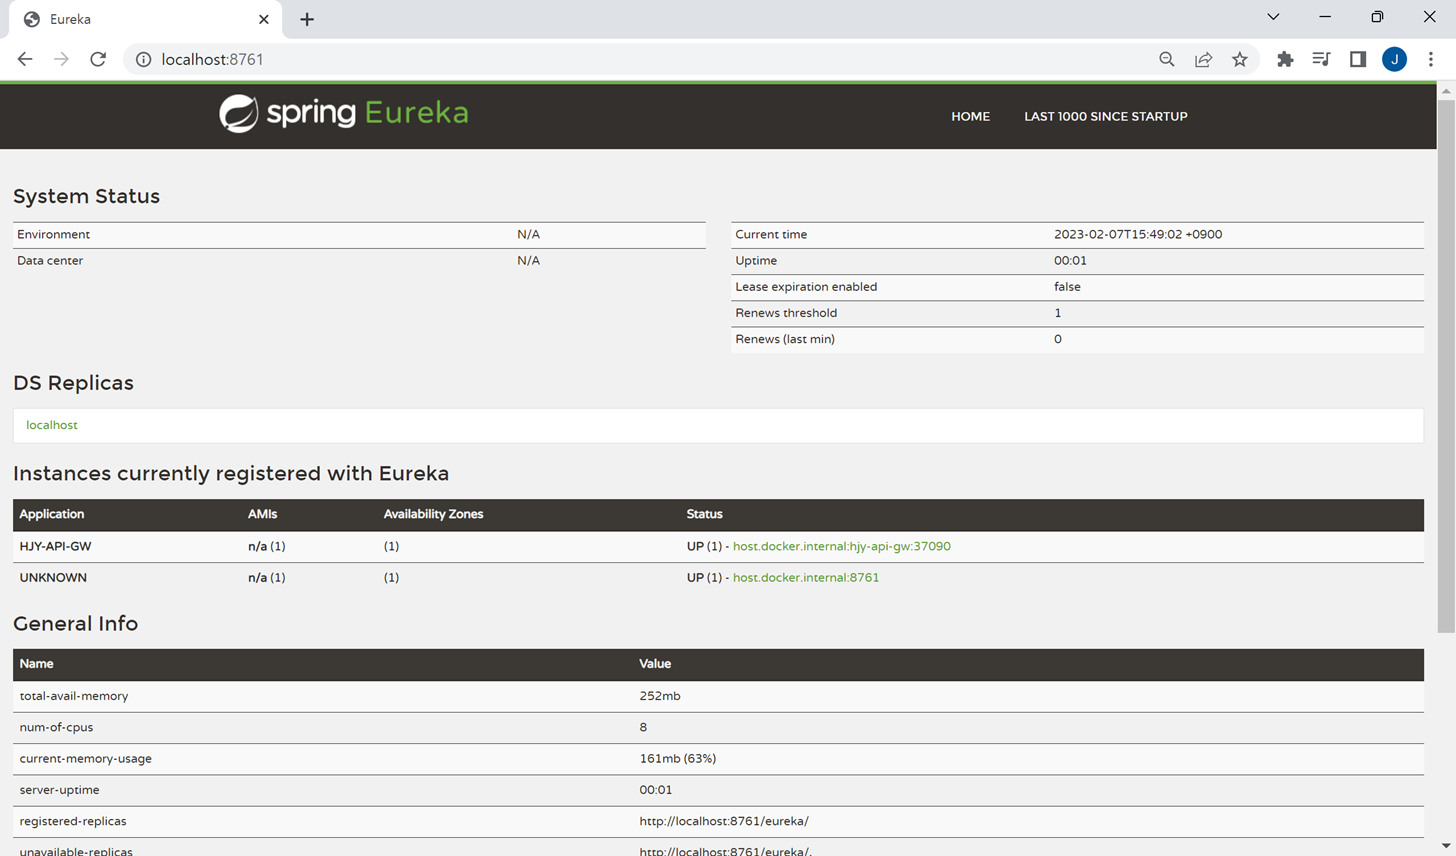 Eureka
localhost:8761
J
spring Eureka
HOME LAST 1000 SINCE STARTUP
System Status
Environment N/A
Data center N/A
Current time 2023-02-07T15:49:02 +0900
Uptime 00:01
Lease expiration enabled false
Renews threshold 1
Renews (last min) 0
DS Replicas
localhost
Instances currently registered with Eureka
Application AMIs Availability Zones Status
HJY-API-GW n/a (1) (1) UP (1) - host.docker.internal:hjy-api-gw:37090
UNKNOWN n/a (1) (1) UP (1) - host.docker.internal:8761
General Info
Name Value
total-avail-memory 252mb
num-of-cpus 8
current-memory-usage 161mb (63%)
server-uptime 00:01
registered-replicas http://localhost:8761/eureka/
unavailable-replicas http://localhost:8761/eureka/,